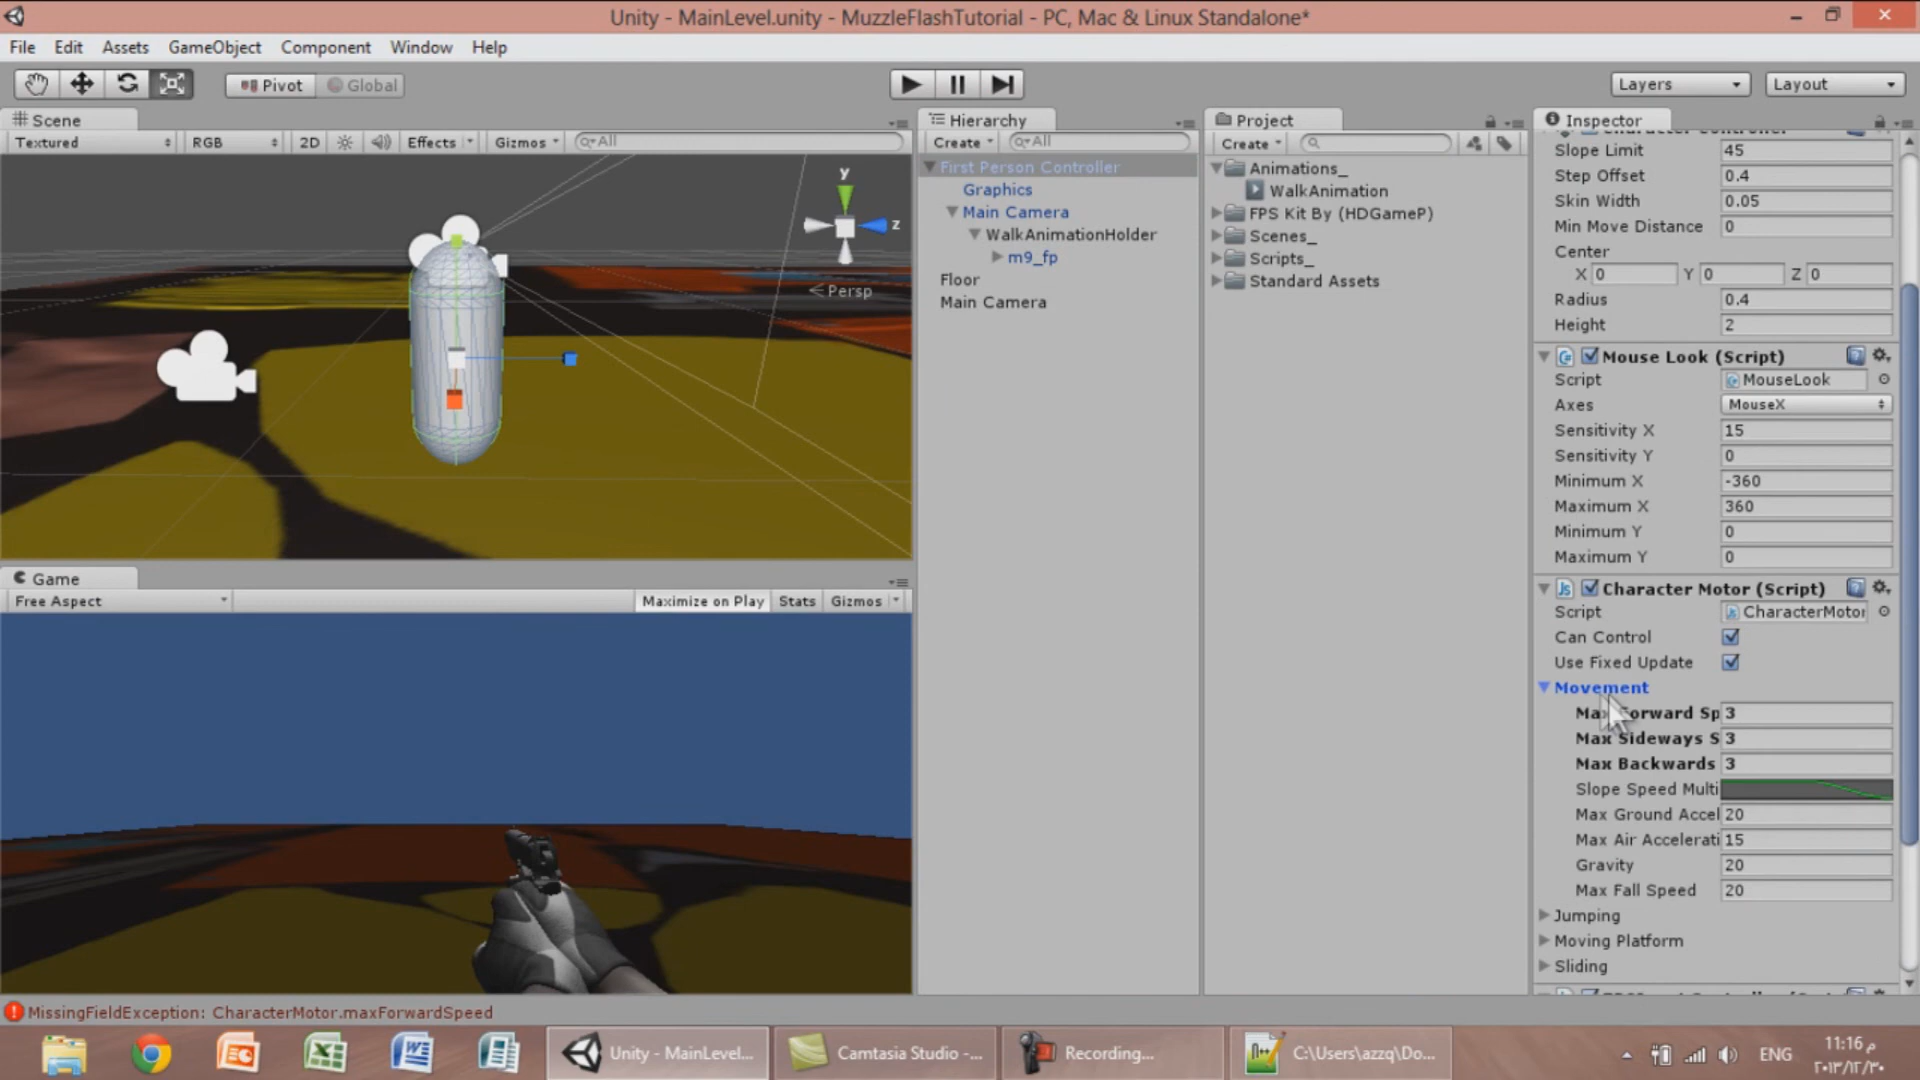 Unity - MainLevel.unity - MuzzleFlashTutorial - PC, Mac & Linux Standalone*
File Edit Assets GameObject Component Window Help
Pivot Global Layers Layout
Scene
Textured RGB 2D Effects Gizmos All
y
z
Persp
Game
Free Aspect Maximize on Play Stats Gizmos
Hierarchy
Create All
First Person Controller
Graphics
Main Camera
WalkAnimationHolder
m9_fp
Floor
Main Camera
Project
Create
Animations_
WalkAnimation
FPS Kit By (HDGameP)
Scenes_
Scripts_
Standard Assets
Inspector
Slope Limit 45
Step Offset 0.4
Skin Width 0.05
Min Move Distance 0
Center
X 0 Y 0 Z 0
Radius 0.4
Height 2
Mouse Look (Script)
Script MouseLook
Axes MouseX
Sensitivity X 15
Sensitivity Y 0
Minimum X -360
Maximum X 360
Minimum Y 0
Maximum Y 0
Character Motor (Script)
Script CharacterMotor
Can Control
Use Fixed Update
Movement
Max Forward Sp 3
Max Sideways S 3
Max Backwards 3
Slope Speed Multi
Max Ground Accel 20
Max Air Accelerati 15
Gravity 20
Max Fall Speed 20
Jumping
Moving Platform
Sliding
MissingFieldException: CharacterMotor.maxForwardSpeed
Unity - MainLevel... Camtasia Studio -... Recording... C:\Users\azzq\Do... ENG
11:16 م
٢٠١٣/١٢/٣٠